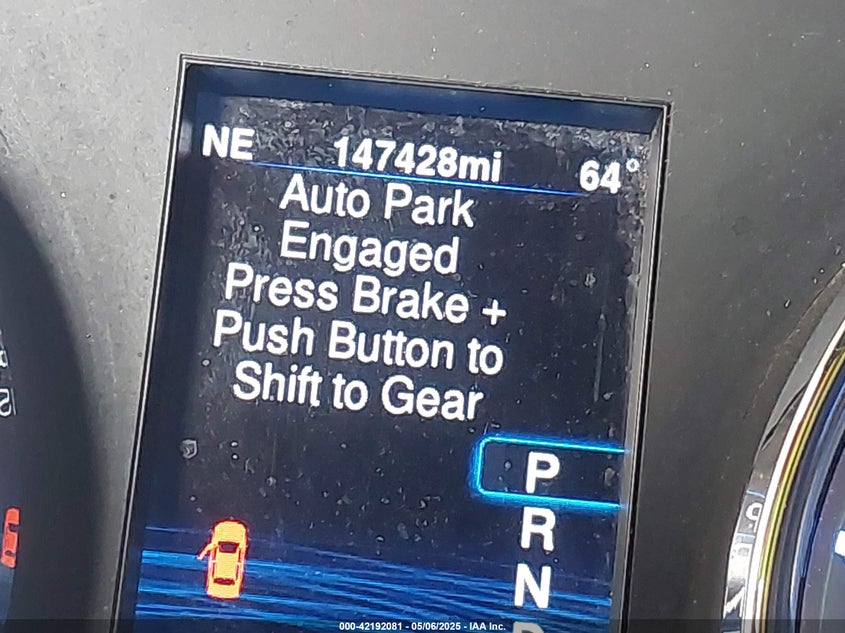 NE 147428mi 64°
Auto Park
Engaged
Press Brake +
Push Button to
Shift to Gear
P
R
N
000-42192081 - 05/06/2025 - IAA Inc.